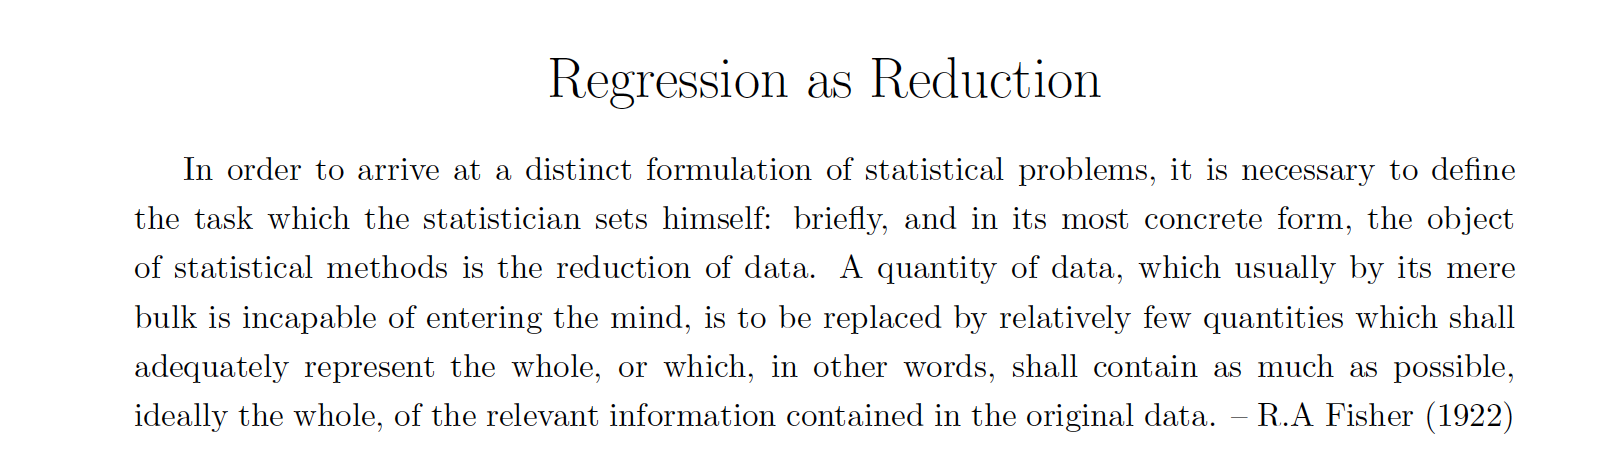 Regression as Reduction
In order to arrive at a distinct formulation of statistical problems, it is necessary to define
the task which the statistician sets himself: briefly, and in its most concrete form, the object
of statistical methods is the reduction of data. A quantity of data, which usually by its mere
bulk is incapable of entering the mind, is to be replaced by relatively few quantities which shall
adequately represent the whole, or which, in other words, shall contain as much as possible,
ideally the whole, of the relevant information contained in the original data. – R.A Fisher (1922)